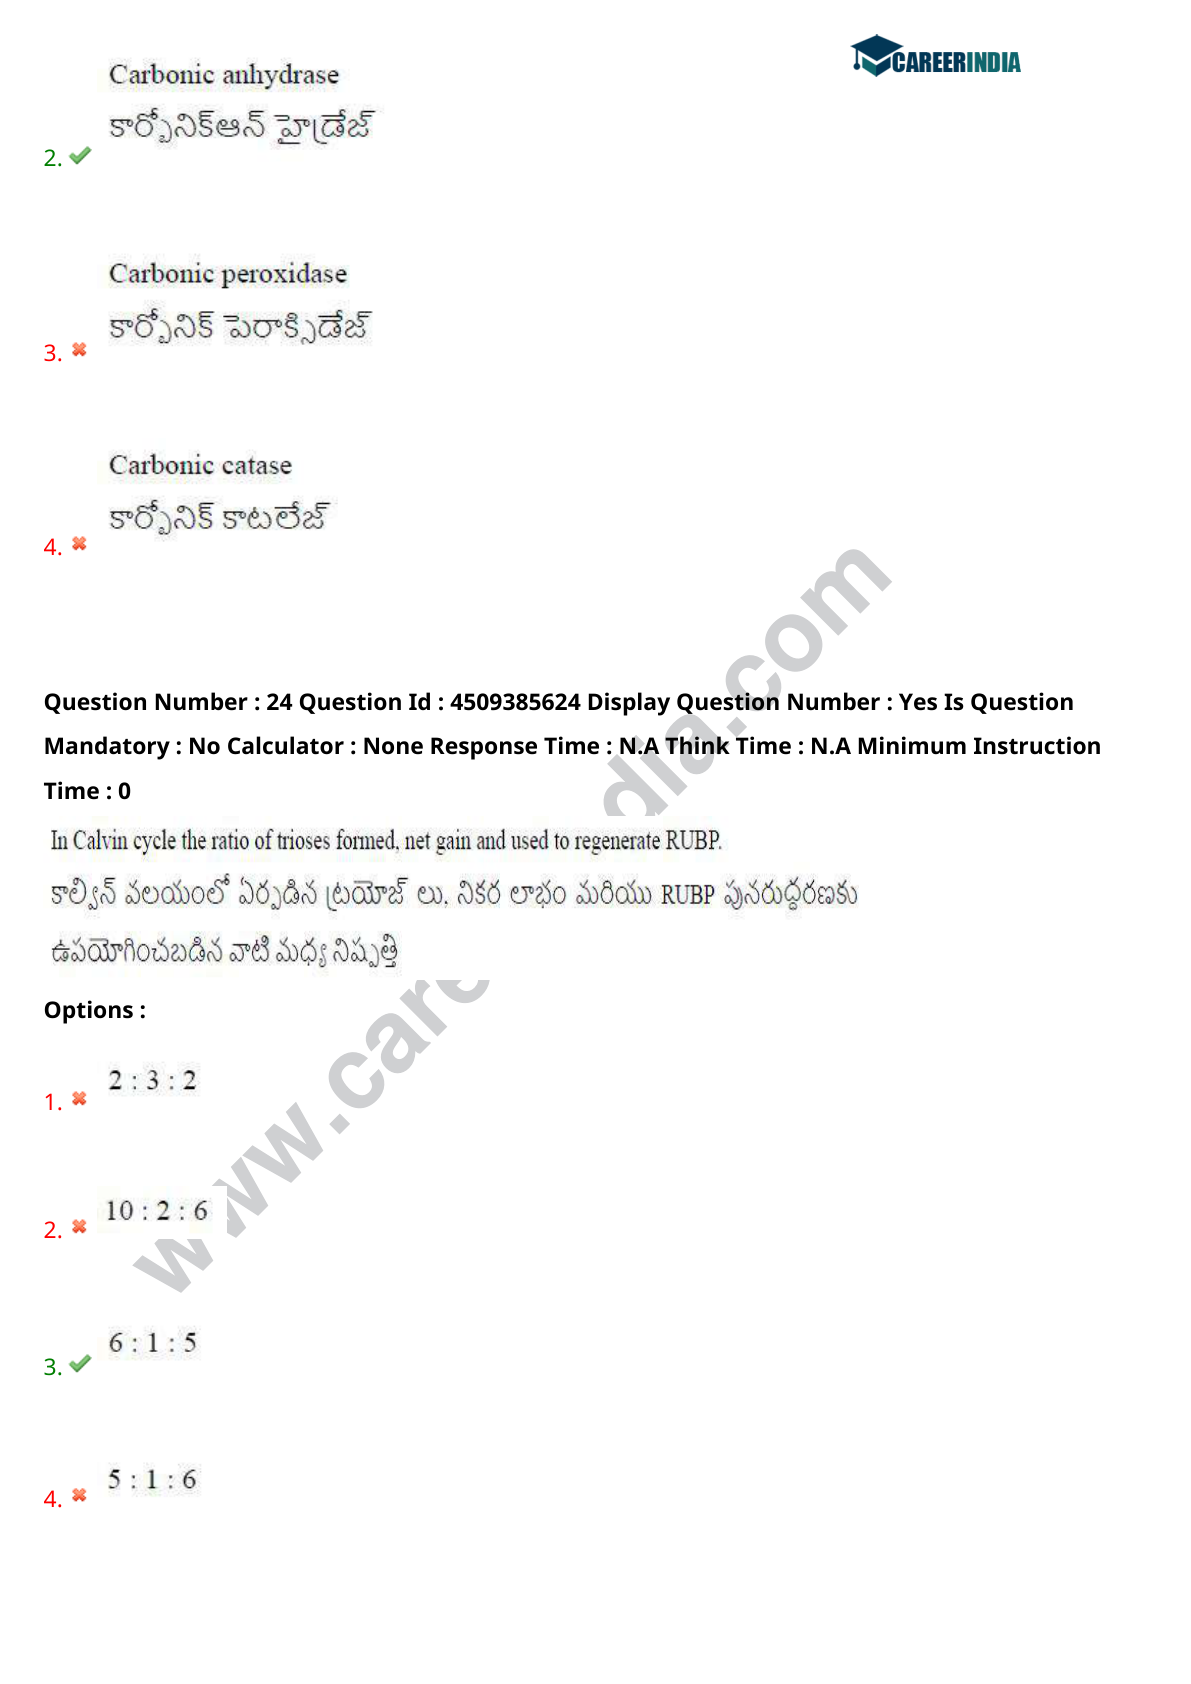 CAREERINDIA
Carbonic anhydrase
కార్బోనిక్ఆన్ హైడ్రేజ్
2.
Carbonic peroxidase
కార్బోనిక్ పెరాక్సిడేజ్
3.
Carbonic catase
కార్బోనిక్ కాటలేజ్
4.
Question Number : 24 Question Id : 4509385624 Display Question Number : Yes Is Question
Mandatory : No Calculator : None Response Time : N.A Think Time : N.A Minimum Instruction
Time : 0
In Calvin cycle the ratio of trioses formed, net gain and used to regenerate RUBP.
కాల్విన్ వలయంలో ఏర్పడిన ట్రయోజ్ లు, నికర లాభం మరియు RUBP పునరుద్ధరణకు
ఉపయోగించబడిన వాటి మధ్య నిష్పత్తి
Options :
2 : 3 : 2
1.
10 : 2 : 6
2.
6 : 1 : 5
3.
5 : 1 : 6
4.